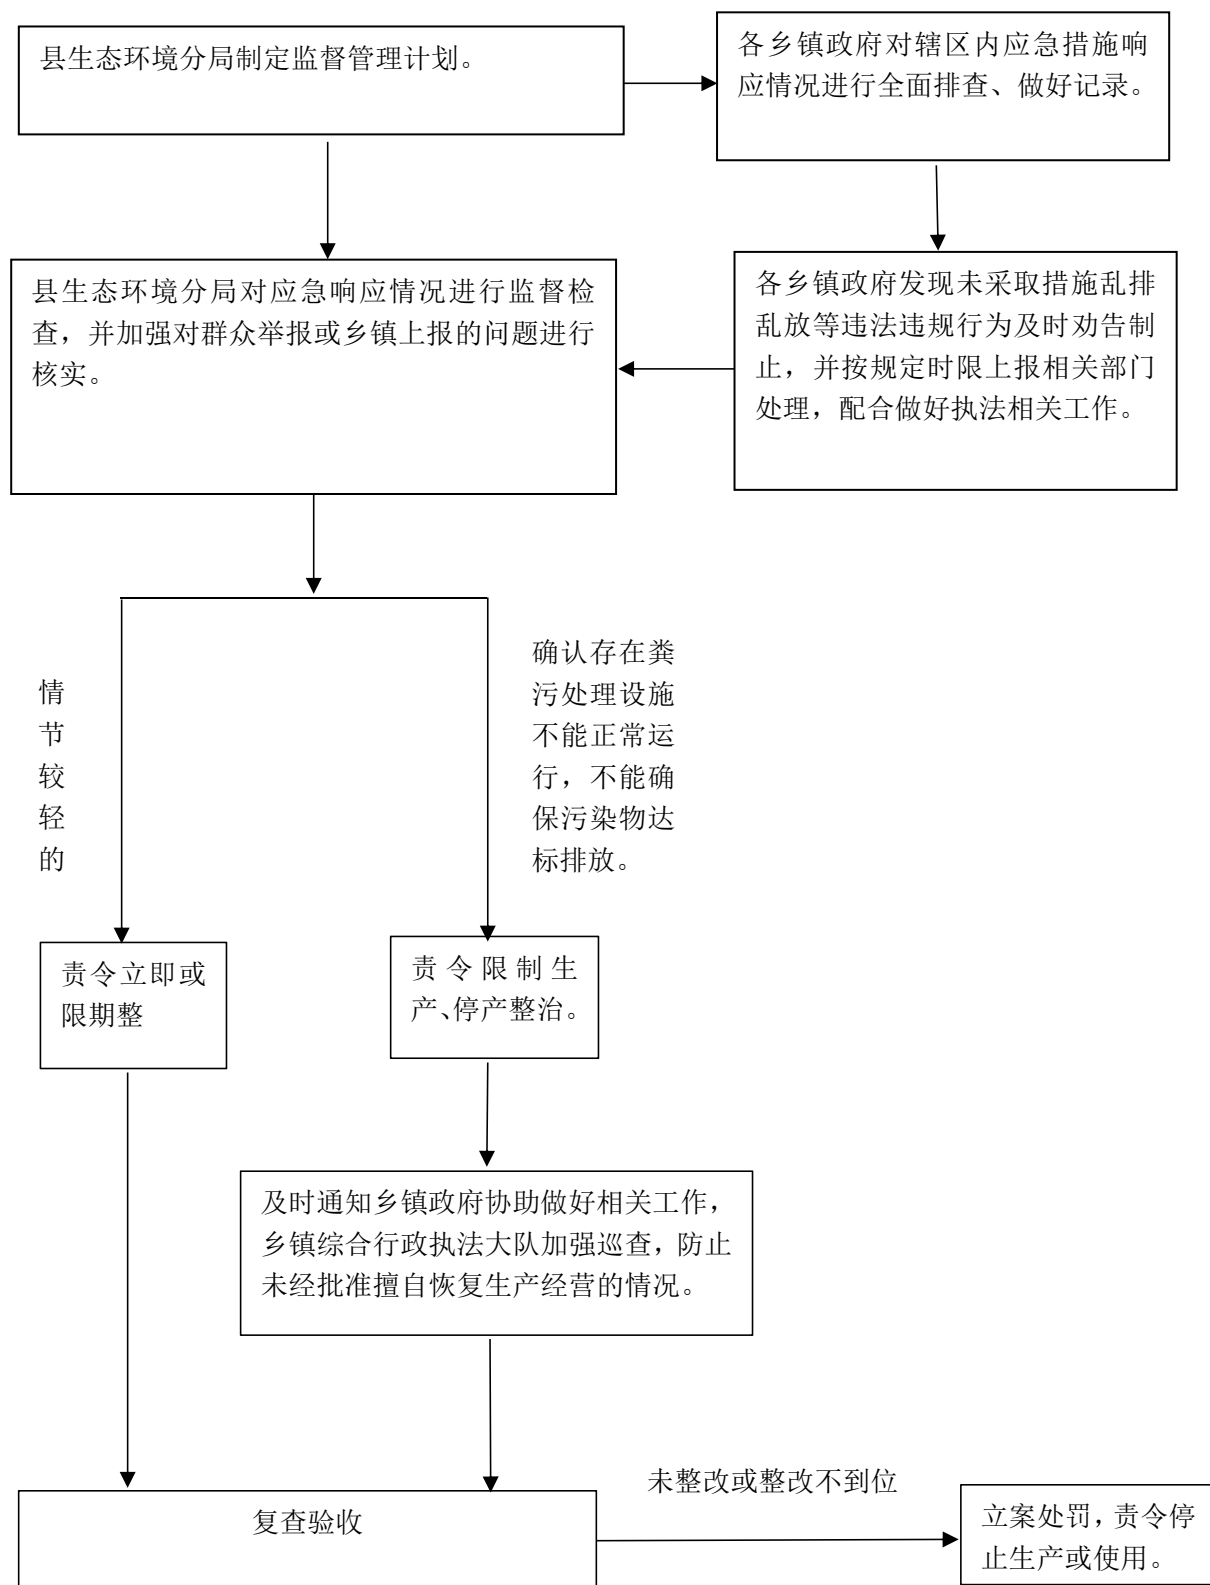 县生态环境分局制定监督管理计划。
各乡镇政府对辖区内应急措施响
应情况进行全面排查、做好记录。
县生态环境分局对应急响应情况进行监督检
查，并加强对群众举报或乡镇上报的问题进行
核实。
各乡镇政府发现未采取措施乱排
乱放等违法违规行为及时劝告制
止，并按规定时限上报相关部门
处理，配合做好执法相关工作。
情
节
较
轻
的
确认存在粪
污处理设施
不能正常运
行，不能确
保污染物达
标排放。
责令立即或
限期整
责令限制生
产、停产整治。
及时通知乡镇政府协助做好相关工作，
乡镇综合行政执法大队加强巡查，防止
未经批准擅自恢复生产经营的情况。
复查验收
未整改或整改不到位
立案处罚，责令停
止生产或使用。